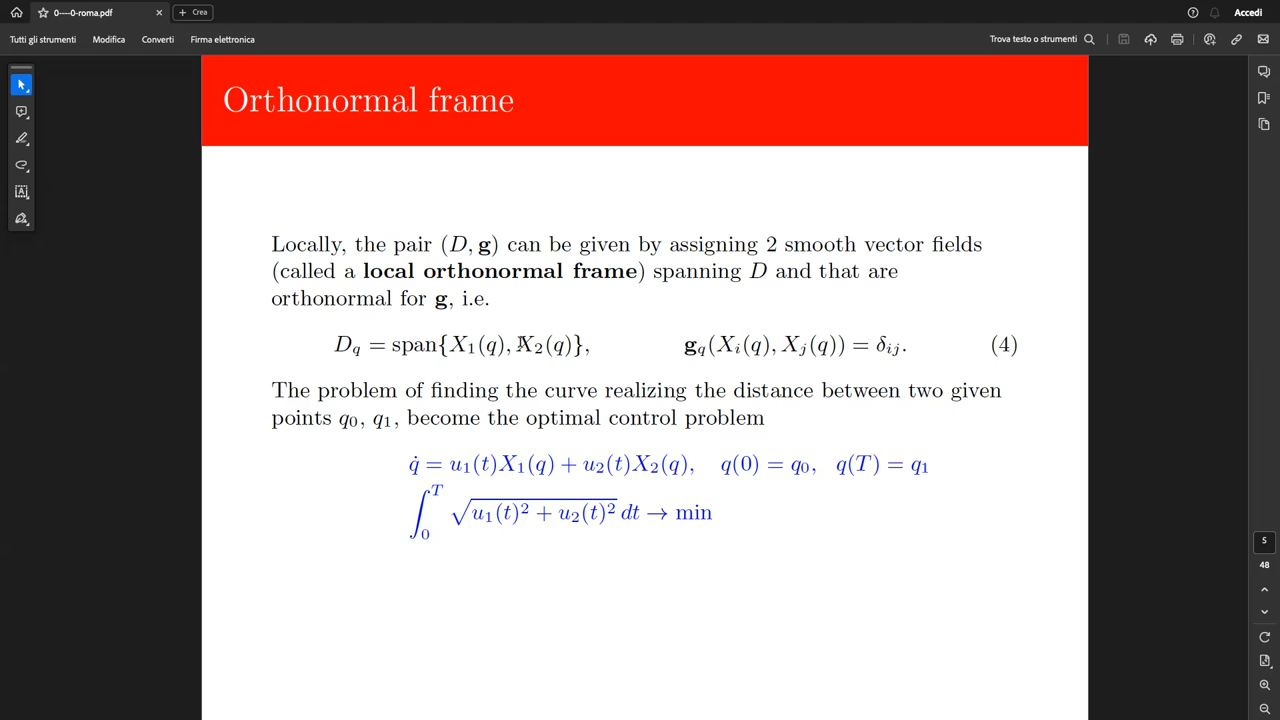 0----0-roma.pdf
Crea
Accedi
Tutti gli strumenti Modifica Converti Firma elettronica Trova testo o strumenti
Orthonormal frame
Locally, the pair (D, g) can be given by assigning 2 smooth vector fields
(called a local orthonormal frame) spanning D and that are
orthonormal for g, i.e.
D_q = span{X_1(q), X_2(q)}, g_q(X_i(q), X_j(q)) = δ_ij. (4)
The problem of finding the curve realizing the distance between two given
points q_0, q_1, become the optimal control problem
q̇ = u_1(t)X_1(q) + u_2(t)X_2(q), q(0) = q_0, q(T) = q_1
∫_0^T √(u_1(t)^2 + u_2(t)^2) dt → min
5
48